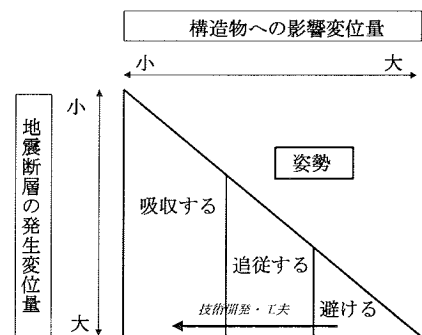 構造物への影響変位量
小
大
小
地震断層の発生変位量
姿勢
吸収する
追従する
技術開発・工夫
避ける
大